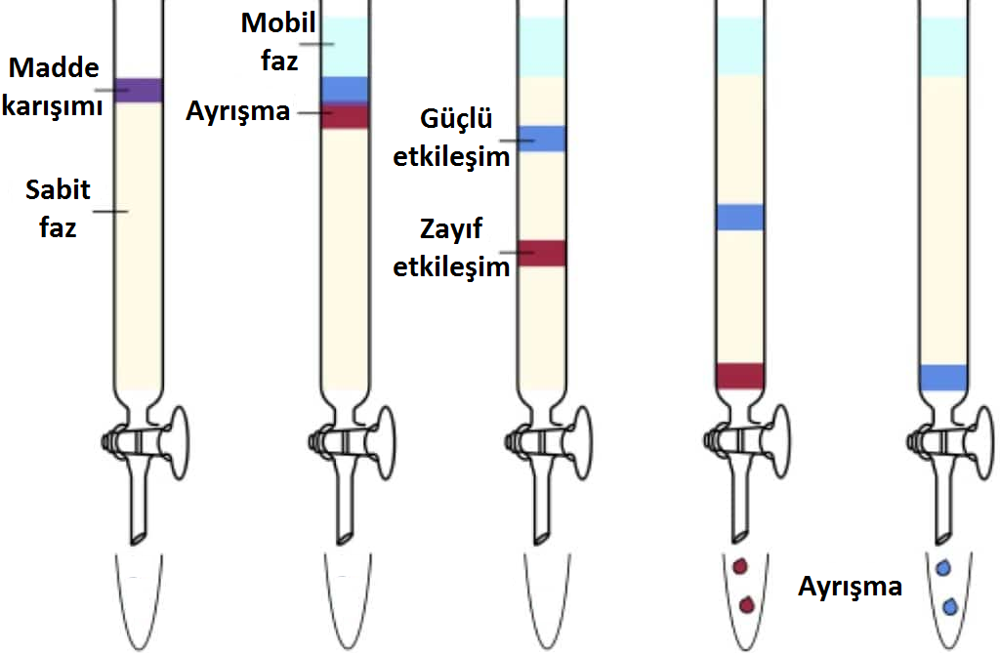 Madde
karışımı
Sabit
faz
Mobil
faz
Ayrışma
Güçlü
etkileşim
Zayıf
etkileşim
Ayrışma